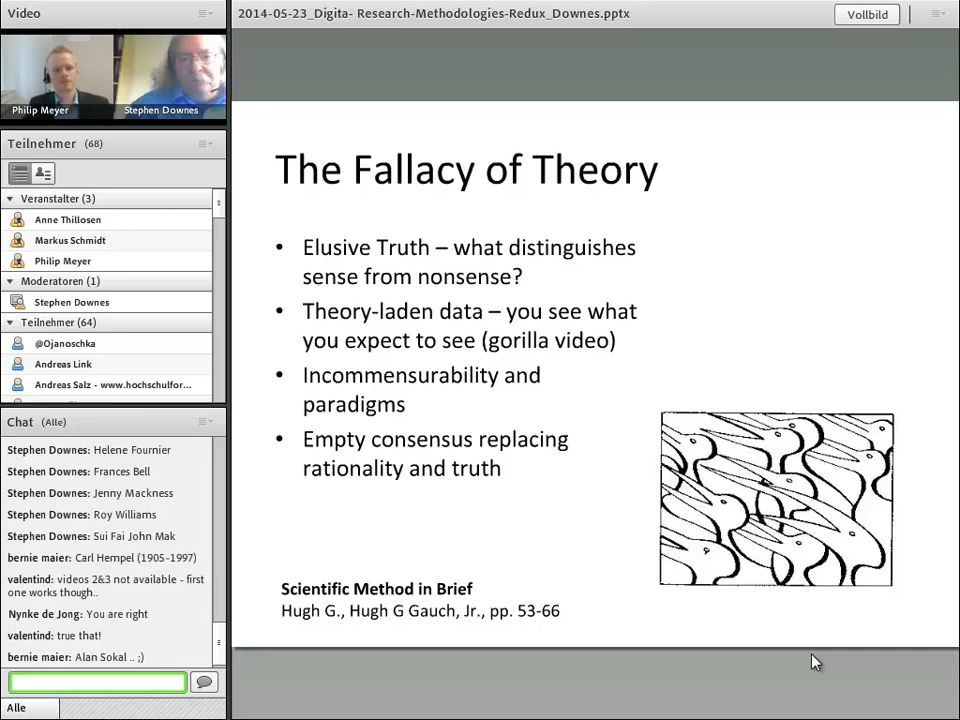 Video
Philip Meyer
Stephen Downes
Teilnehmer (68)
Veranstalter (3)
Anne Thillosen
Markus Schmidt
Philip Meyer
Moderatoren (1)
Stephen Downes
Teilnehmer (64)
@Ojanoschka
Andreas Link
Andreas Salz - www.hochschulfor...
Chat (Alle)
Stephen Downes: Helene Fournier
Stephen Downes: Frances Bell
Stephen Downes: Jenny Mackness
Stephen Downes: Roy Williams
Stephen Downes: Sui Fai John Mak
bernie maier: Carl Hempel (1905-1997)
valentind: videos 2&3 not available - first
one works though..
Nynke de Jong: You are right
valentind: true that!
bernie maier: Alan Sokal .. ;)
Alle
2014-05-23_Digita- Research-Methodologies-Redux_Downes.pptx
Vollbild
The Fallacy of Theory
• Elusive Truth – what distinguishes
sense from nonsense?
• Theory-laden data – you see what
you expect to see (gorilla video)
• Incommensurability and
paradigms
• Empty consensus replacing
rationality and truth
Scientific Method in Brief
Hugh G., Hugh G Gauch, Jr., pp. 53-66